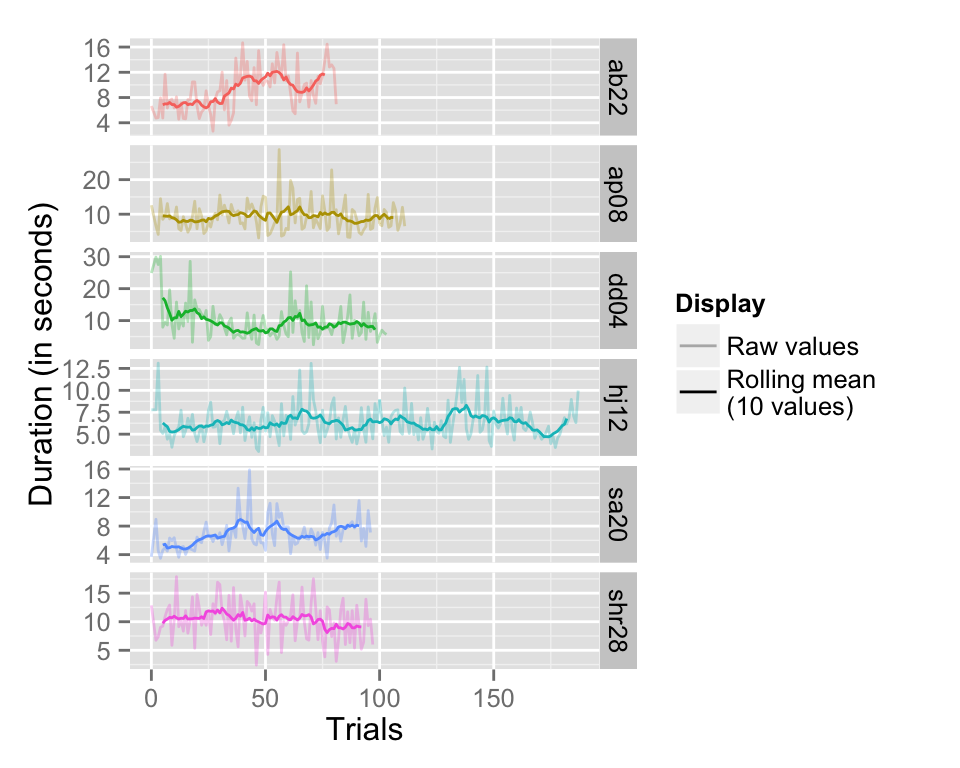 Duration (in seconds)
16
12
8
4
ab22
20
10
ap08
30
20
10
dd04
12.5
10.0
7.5
5.0
hj12
16
12
8
4
sa20
15
10
5
shr28
0 50 100 150
Trials
Display
Raw values
Rolling mean
(10 values)